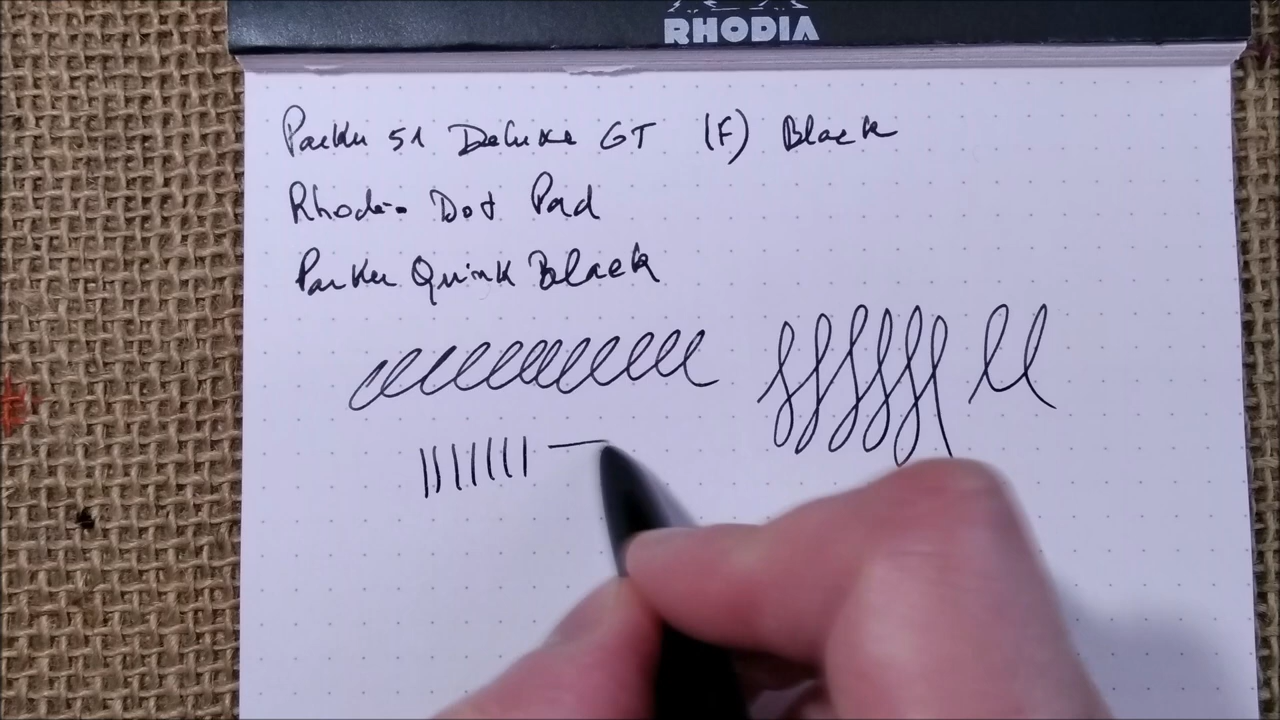 RHODIA
Parker 51 Deluxe GT (F) Black
Rhodia Dot Pad
Parker Quink Black